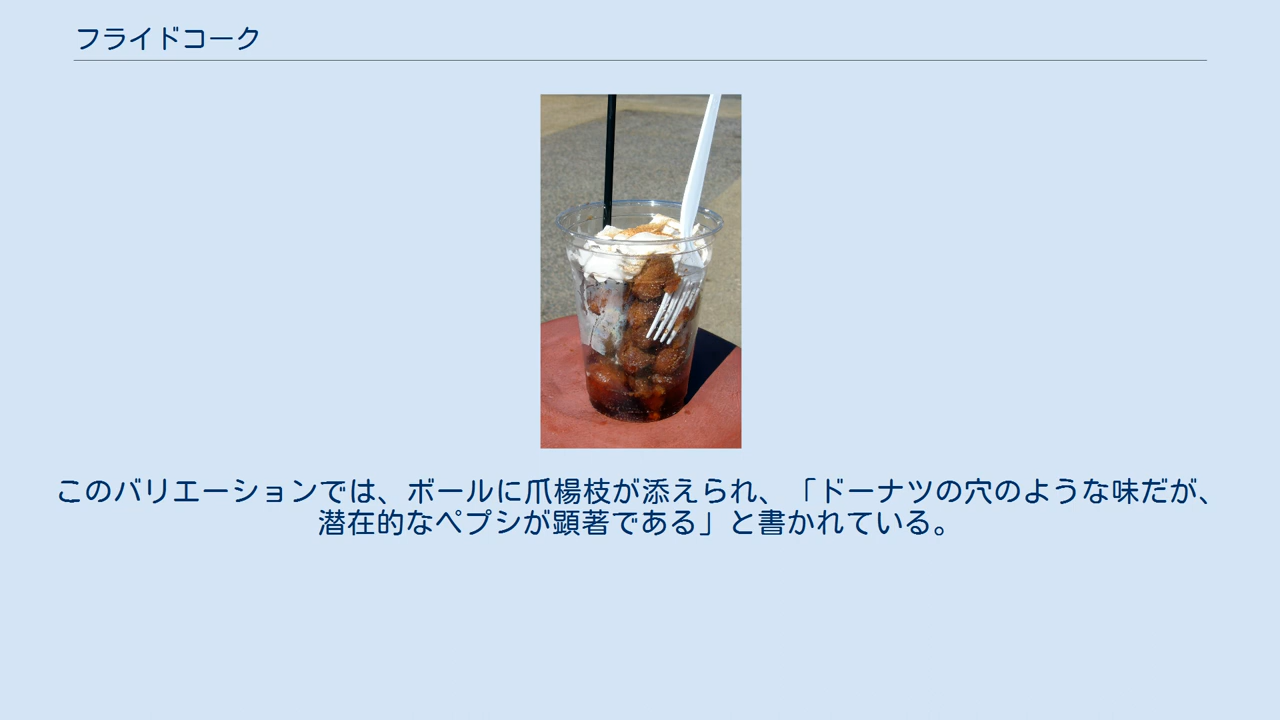 フライドコーク
このバリエーションでは、ボールに爪楊枝が添えられ、「ドーナツの穴のような味だが、
潜在的なペプシが顕著である」と書かれている。